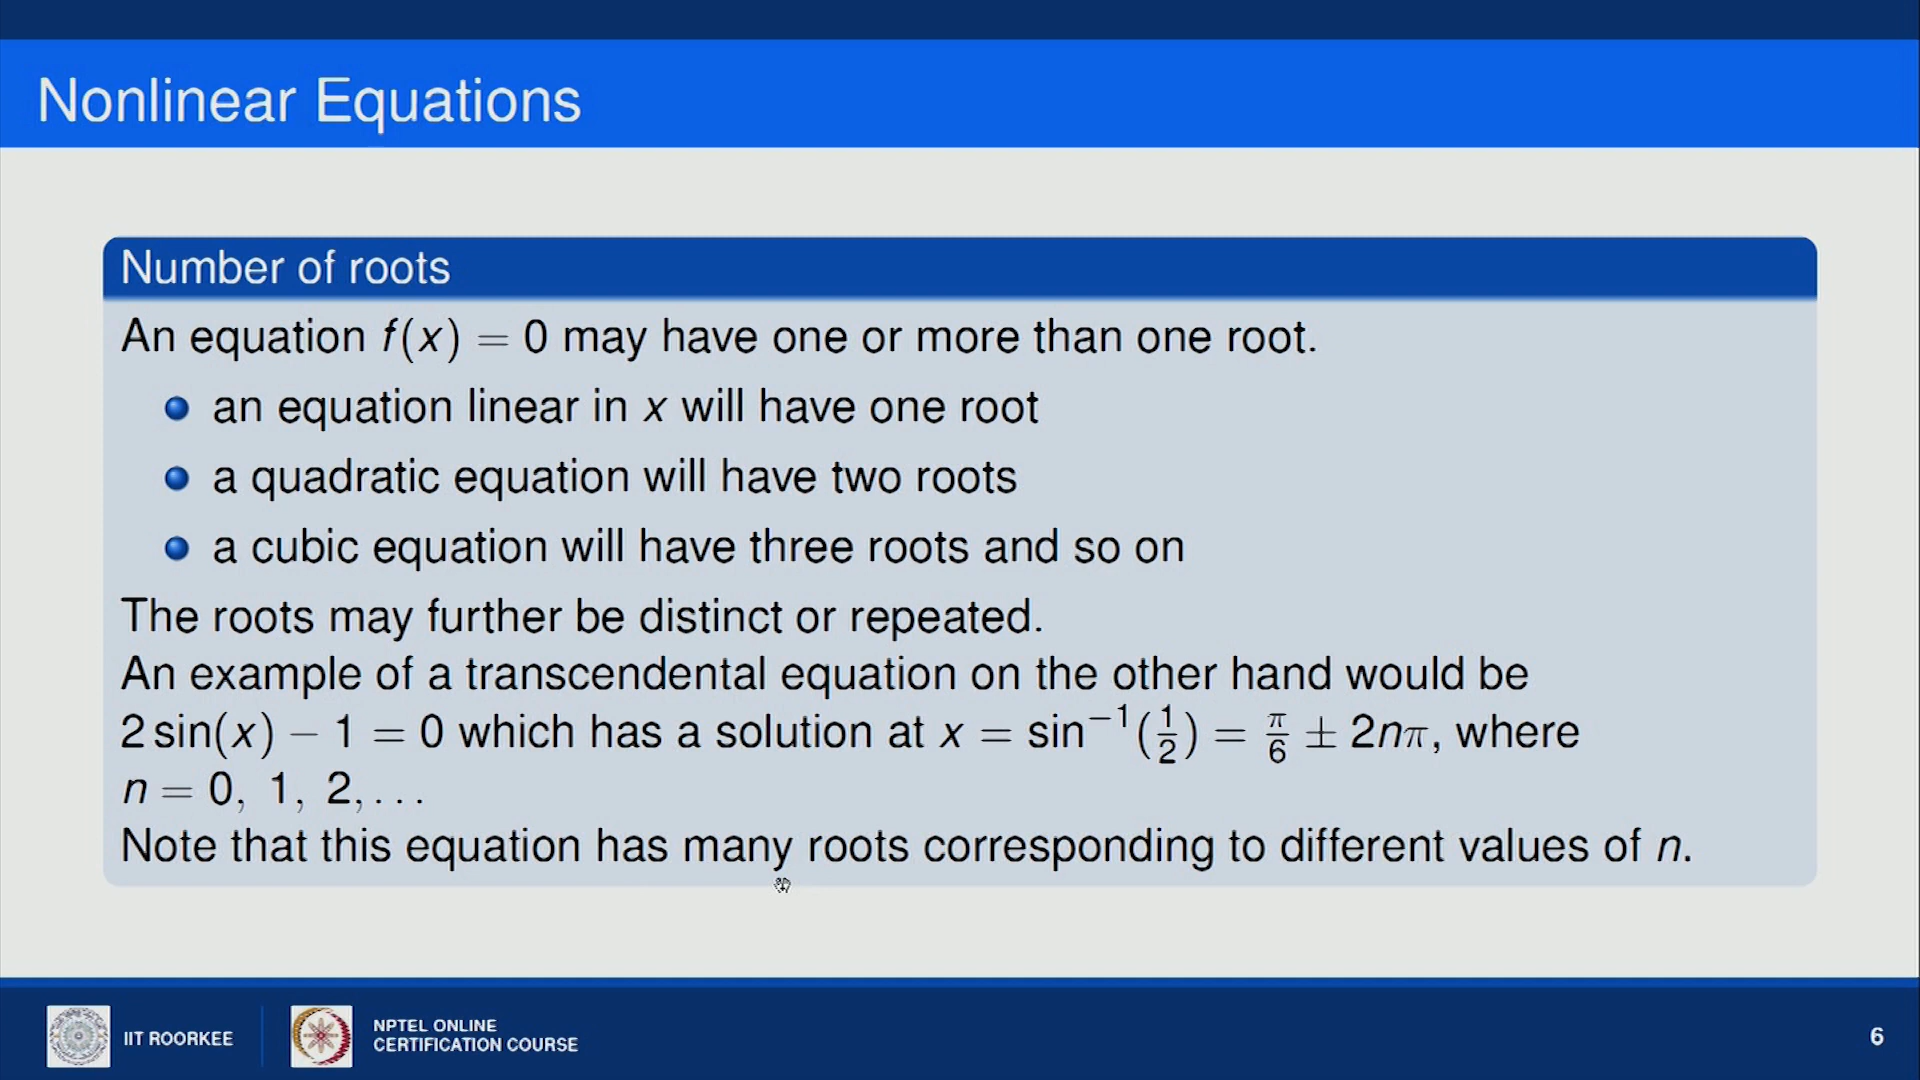 Nonlinear Equations
Number of roots
An equation f(x) = 0 may have one or more than one root.
an equation linear in x will have one root
a quadratic equation will have two roots
a cubic equation will have three roots and so on
The roots may further be distinct or repeated.
An example of a transcendental equation on the other hand would be
2 sin(x) − 1 = 0 which has a solution at x = sin⁻¹(1/2) = π/6 ± 2nπ, where
n = 0, 1, 2, . . .
Note that this equation has many roots corresponding to different values of n.
IIT ROORKEE
NPTEL ONLINE
CERTIFICATION COURSE
6